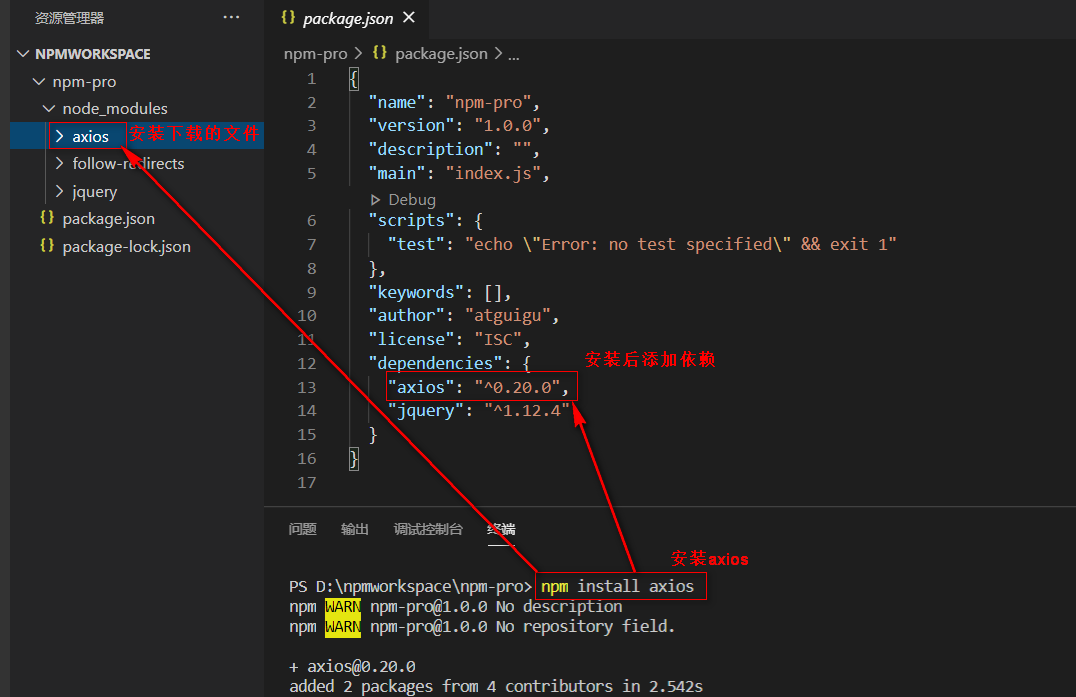 资源管理器 ···
package.json
NPMWORKSPACE
npm-pro
node_modules
axios 安装下载的文件
follow-redirects
jquery
{} package.json
{} package-lock.json
npm-pro > {} package.json > ...
1 {
2 "name": "npm-pro",
3 "version": "1.0.0",
4 "description": "",
5 "main": "index.js",
Debug
6 "scripts": {
7 "test": "echo \"Error: no test specified\" && exit 1"
8 },
9 "keywords": [],
10 "author": "atguigu",
11 "license": "ISC",
12 "dependencies": {
安装后添加依赖
13 "axios": "^0.20.0",
14 "jquery": "^1.12.4"
15 }
16 }
17
问题 输出 调试控制台 终端
安装axios
PS D:\npmworkspace\npm-pro> npm install axios
npm WARN npm-pro@1.0.0 No description
npm WARN npm-pro@1.0.0 No repository field.
+ axios@0.20.0
added 2 packages from 4 contributors in 2.542s